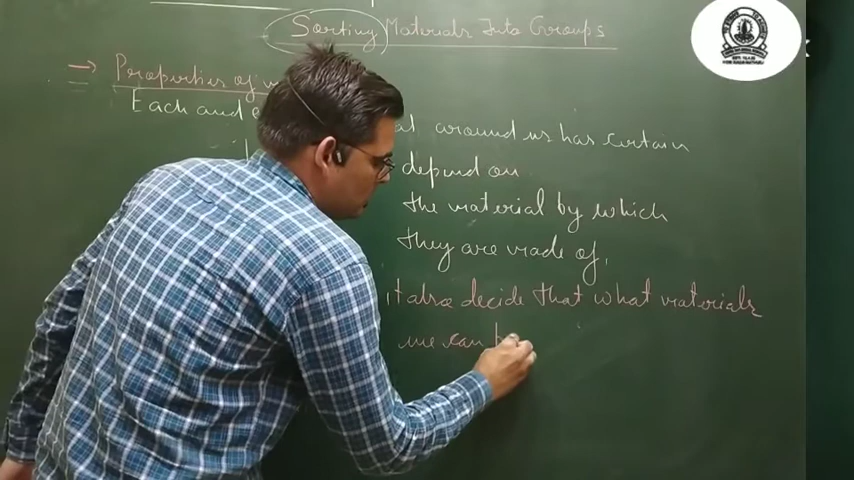 Sorting Materials Into Groups
→ Properties of
Each and around us has certain
depend on
the material by which
they are made of.
it also decide that what materials
we can